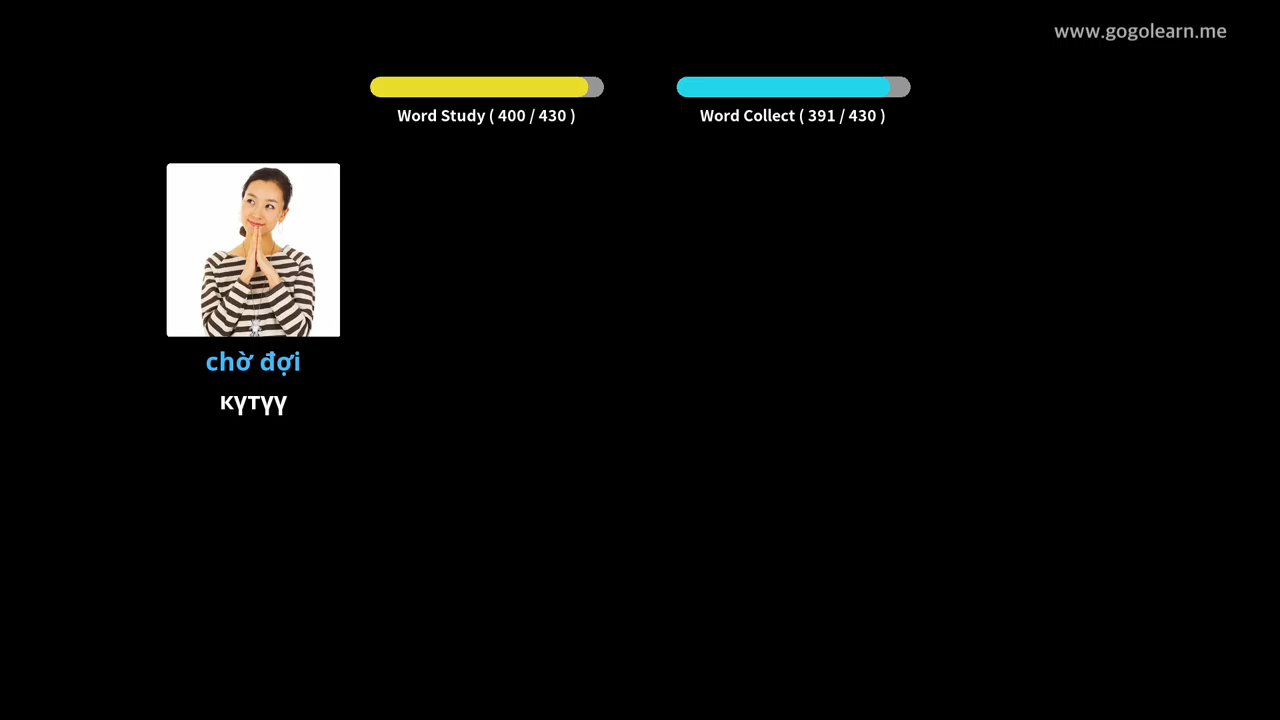 www.gogolearn.me
Word Study ( 400 / 430 )
Word Collect ( 391 / 430 )
chờ đợi
күтүү